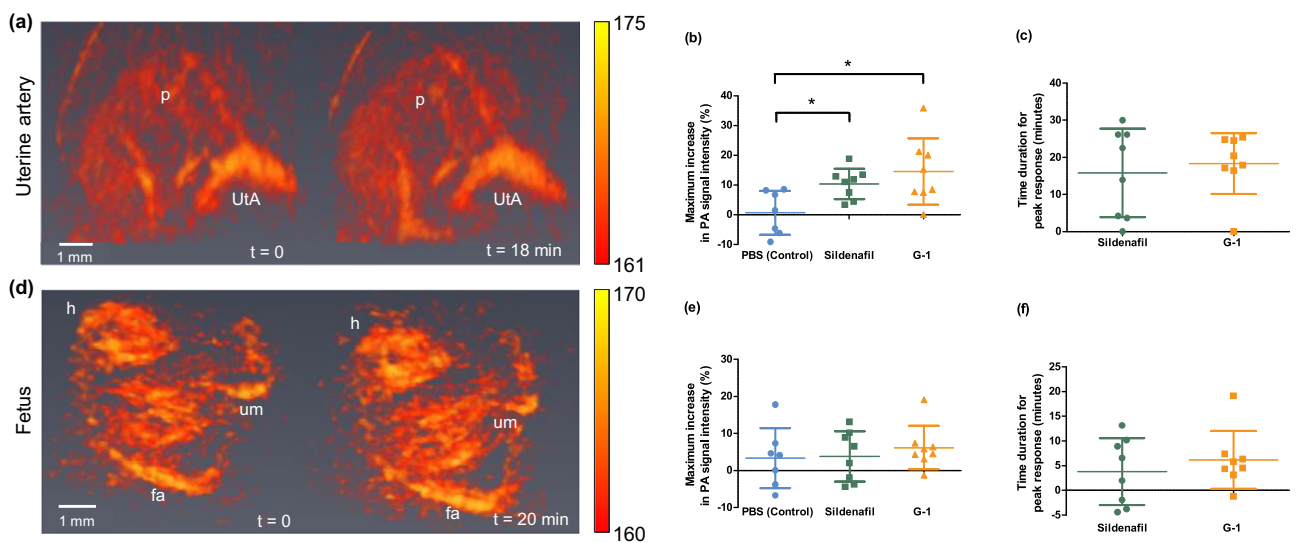 (a)
Uterine artery
p
UtA
t = 0
1 mm
p
UtA
t = 18 min
175
161
(b)
Maximum increase
in PA signal intensity (%)
40
30
20
10
0
-10
*
*
PBS (Control) Sildenafil G-1
(c)
Time duration for
peak response (minutes)
40
30
20
10
0
Sildenafil G-1
(d)
Fetus
h
um
fa
t = 0
1 mm
h
um
fa
t = 20 min
170
160
(e)
Maximum increase
in PA signal intensity (%)
30
20
10
0
-10
PBS (Control) Sildenafil G-1
(f)
Time duration for
peak response (minutes)
25
20
15
10
5
0
-5
Sildenafil G-1